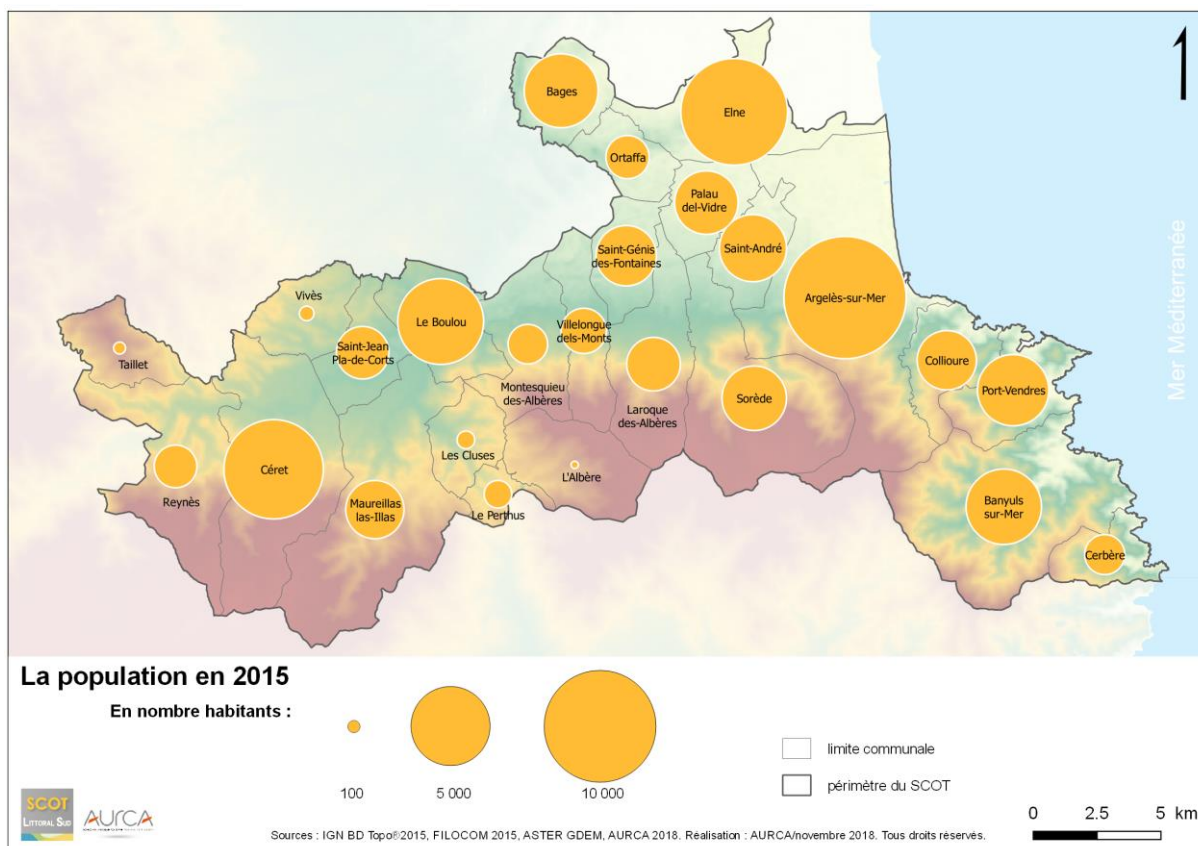 Bages
Elne
Ortaffa
Palau
del-Vidre
Saint-André
Saint-Génis
des-Fontaines
Argelès-sur-Mer
Mer Méditerranée
Vivès
Le Boulou
Villelongue
dels-Monts
Taillet
Saint-Jean
Pla-de-Corts
Montesquieu
des-Albères
Laroque
des-Albères
Sorède
Collioure
Port-Vendres
Les Cluses
Céret
Reynès
L'Albère
Maureillas
las-Illas
Le Perthus
Banyuls
sur-Mer
Cerbère
La population en 2015
En nombre habitants :
100
5 000
10 000
limite communale
périmètre du SCOT
SCOT
LITTORAL SUD
AURCA
Sources : IGN BD Topo®2015, FILOCOM 2015, ASTER GDEM, AURCA 2018. Réalisation : AURCA/novembre 2018. Tous droits réservés.
0 2.5 5 km